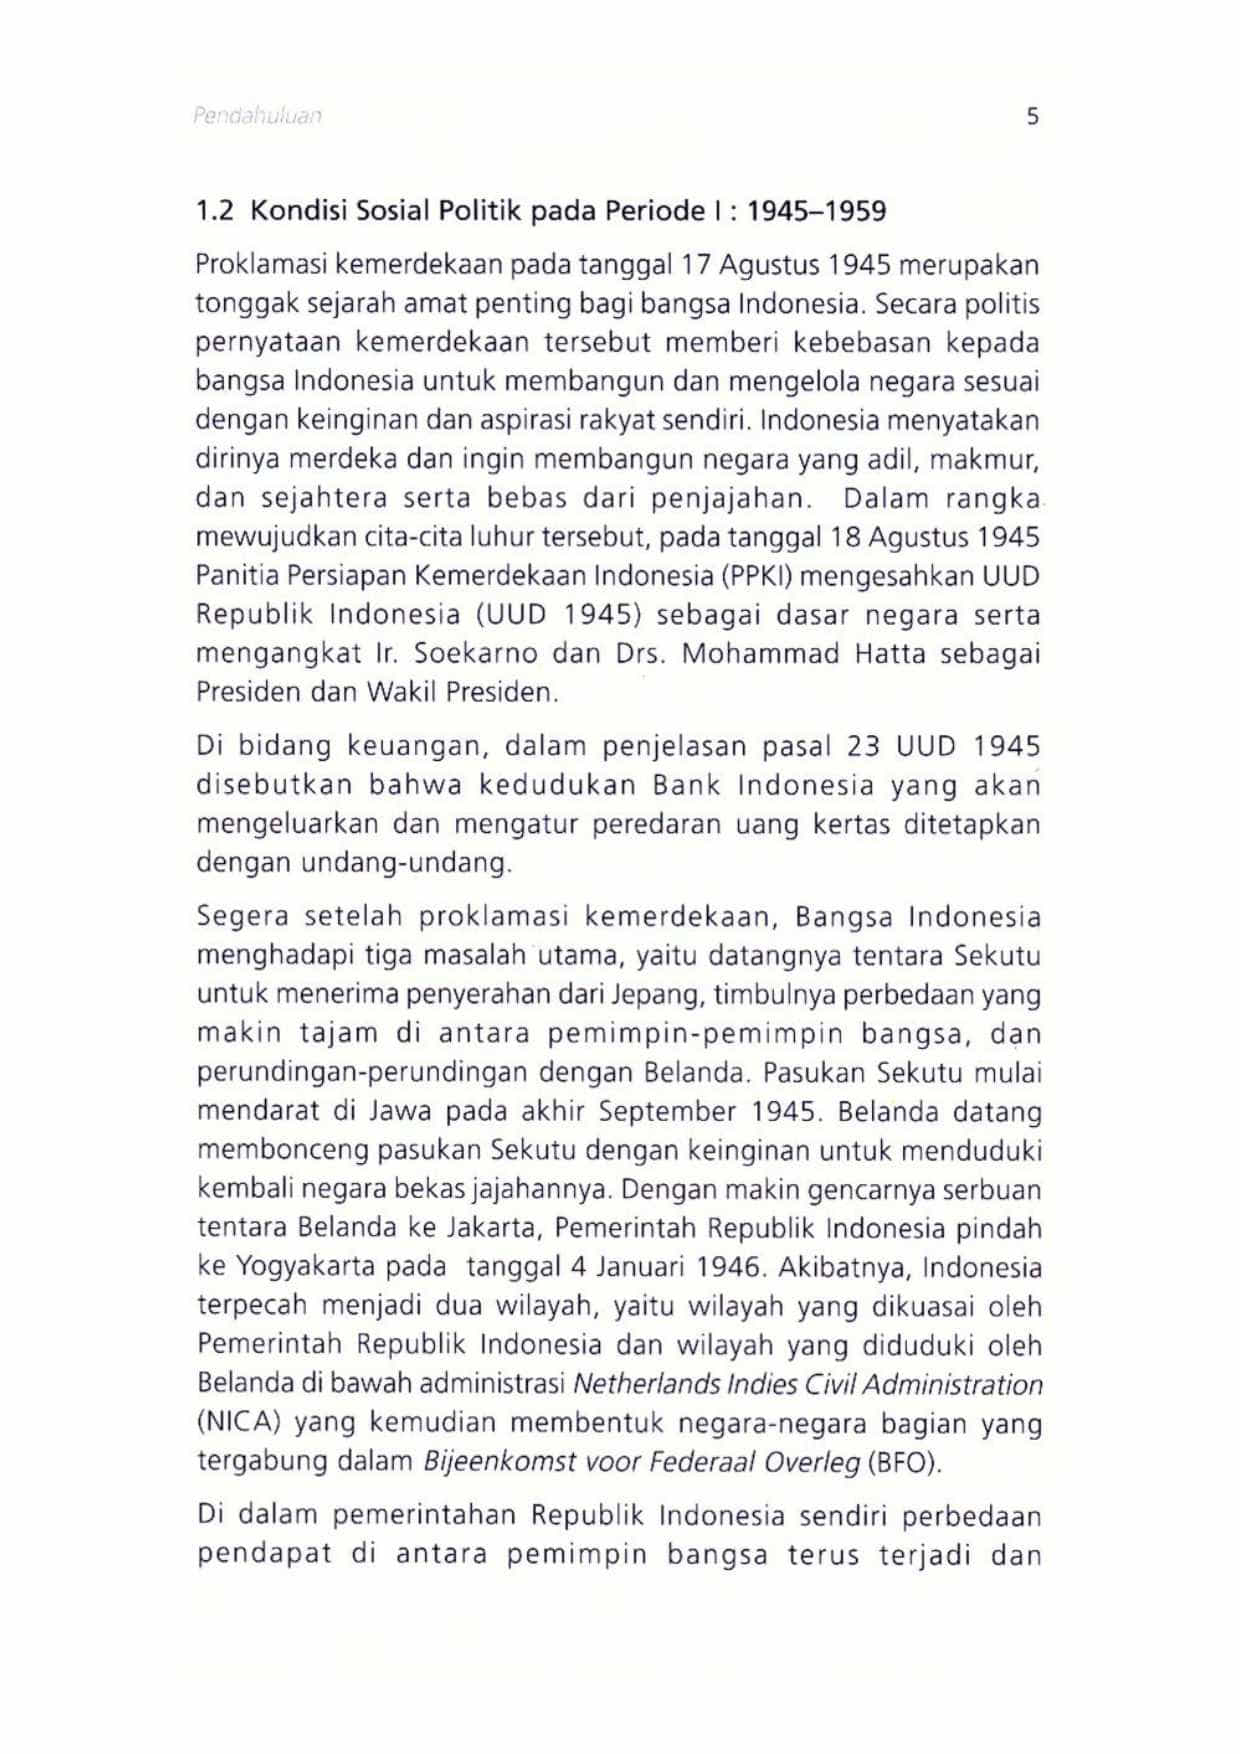 Pendahuluan
5
1.2 Kondisi Sosial Politik pada Periode I : 1945–1959
Proklamasi kemerdekaan pada tanggal 17 Agustus 1945 merupakan
tonggak sejarah amat penting bagi bangsa Indonesia. Secara politis
pernyataan kemerdekaan tersebut memberi kebebasan kepada
bangsa Indonesia untuk membangun dan mengelola negara sesuai
dengan keinginan dan aspirasi rakyat sendiri. Indonesia menyatakan
dirinya merdeka dan ingin membangun negara yang adil, makmur,
dan sejahtera serta bebas dari penjajahan. Dalam rangka
mewujudkan cita-cita luhur tersebut, pada tanggal 18 Agustus 1945
Panitia Persiapan Kemerdekaan Indonesia (PPKI) mengesahkan UUD
Republik Indonesia (UUD 1945) sebagai dasar negara serta
mengangkat Ir. Soekarno dan Drs. Mohammad Hatta sebagai
Presiden dan Wakil Presiden.
Di bidang keuangan, dalam penjelasan pasal 23 UUD 1945
disebutkan bahwa kedudukan Bank Indonesia yang akan
mengeluarkan dan mengatur peredaran uang kertas ditetapkan
dengan undang-undang.
Segera setelah proklamasi kemerdekaan, Bangsa Indonesia
menghadapi tiga masalah utama, yaitu datangnya tentara Sekutu
untuk menerima penyerahan dari Jepang, timbulnya perbedaan yang
makin tajam di antara pemimpin-pemimpin bangsa, dan
perundingan-perundingan dengan Belanda. Pasukan Sekutu mulai
mendarat di Jawa pada akhir September 1945. Belanda datang
membonceng pasukan Sekutu dengan keinginan untuk menduduki
kembali negara bekas jajahannya. Dengan makin gencarnya serbuan
tentara Belanda ke Jakarta, Pemerintah Republik Indonesia pindah
ke Yogyakarta pada tanggal 4 Januari 1946. Akibatnya, Indonesia
terpecah menjadi dua wilayah, yaitu wilayah yang dikuasai oleh
Pemerintah Republik Indonesia dan wilayah yang diduduki oleh
Belanda di bawah administrasi Netherlands Indies Civil Administration
(NICA) yang kemudian membentuk negara-negara bagian yang
tergabung dalam Bijeenkomst voor Federaal Overleg (BFO).
Di dalam pemerintahan Republik Indonesia sendiri perbedaan
pendapat di antara pemimpin bangsa terus terjadi dan